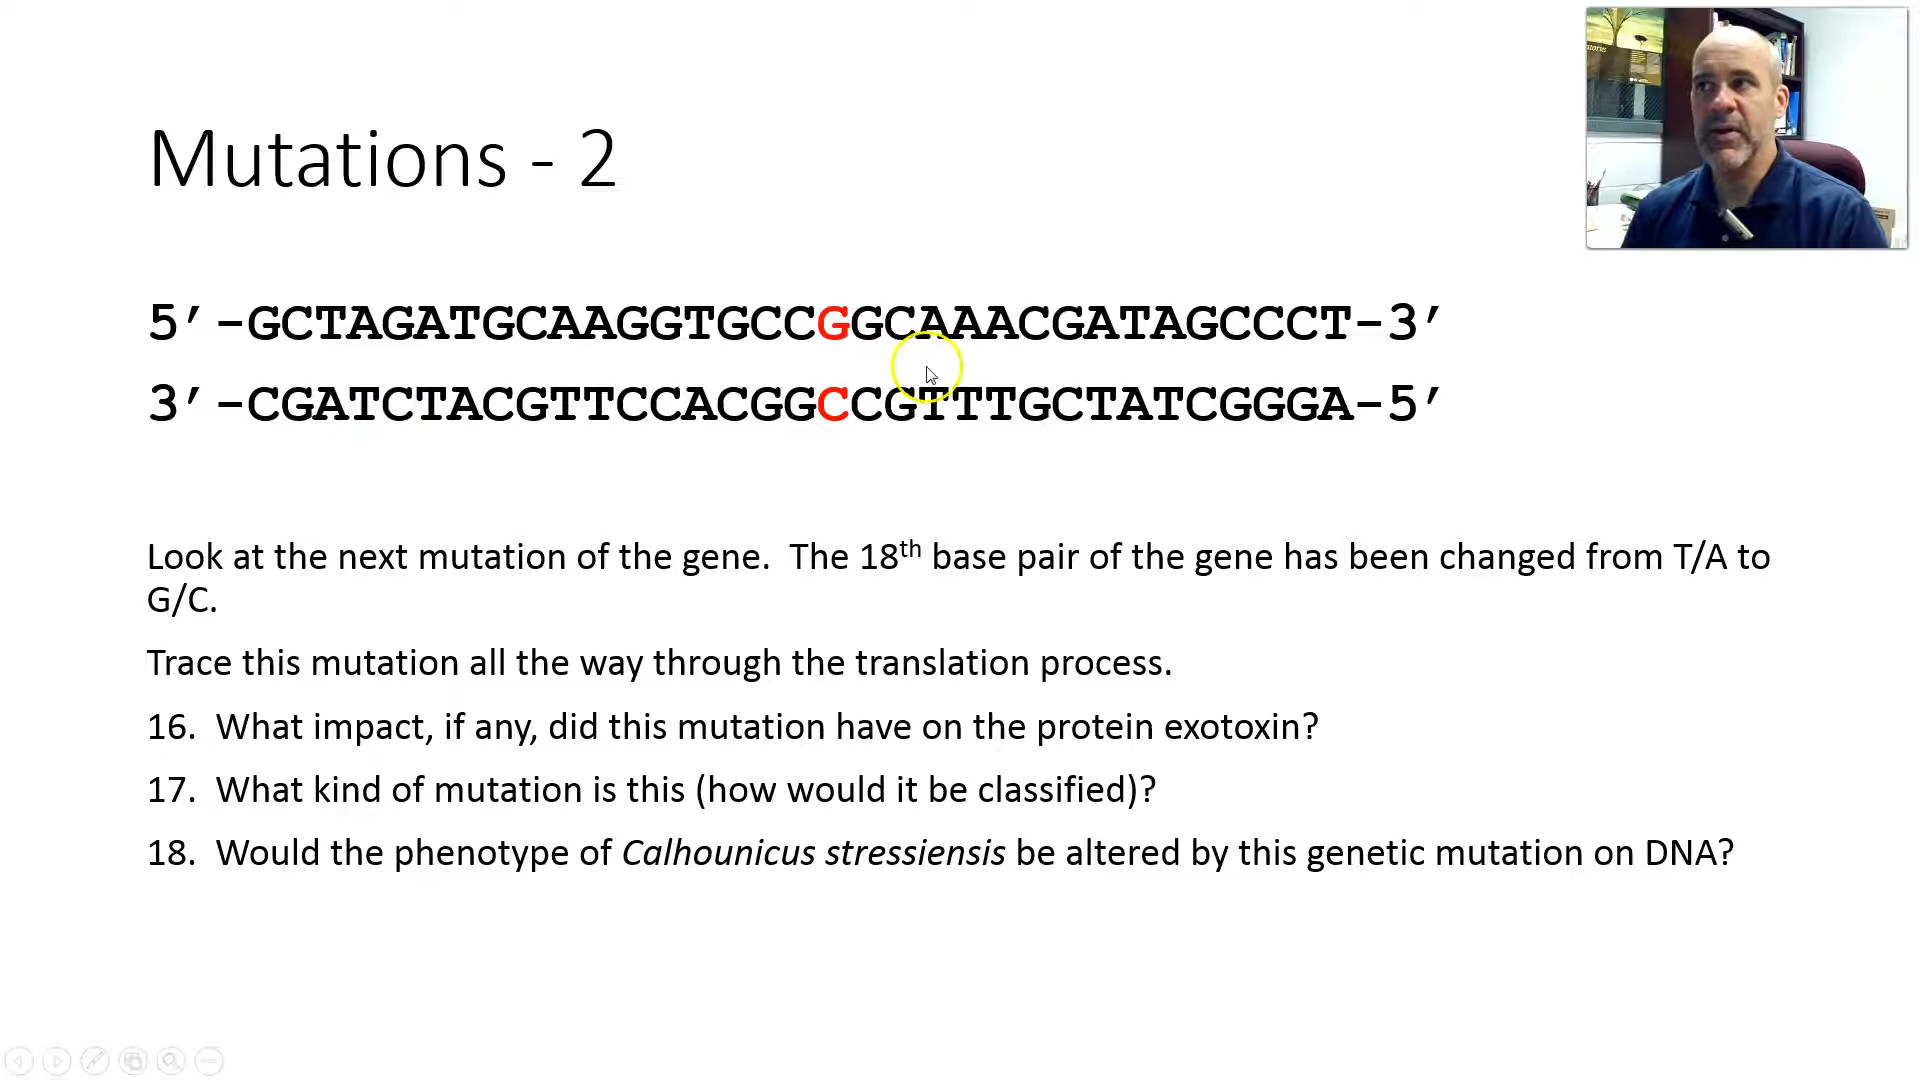 Mutations - 2
5’-GCTAGATGCAAGGTGCCGGCAAACGATAGCCCT-3’
3’-CGATCTACGTTCCACGGCCGTTTGCTATCGGGA-5’
Look at the next mutation of the gene. The 18th base pair of the gene has been changed from T/A to
G/C.
Trace this mutation all the way through the translation process.
16. What impact, if any, did this mutation have on the protein exotoxin?
17. What kind of mutation is this (how would it be classified)?
18. Would the phenotype of Calhounicus stressiensis be altered by this genetic mutation on DNA?